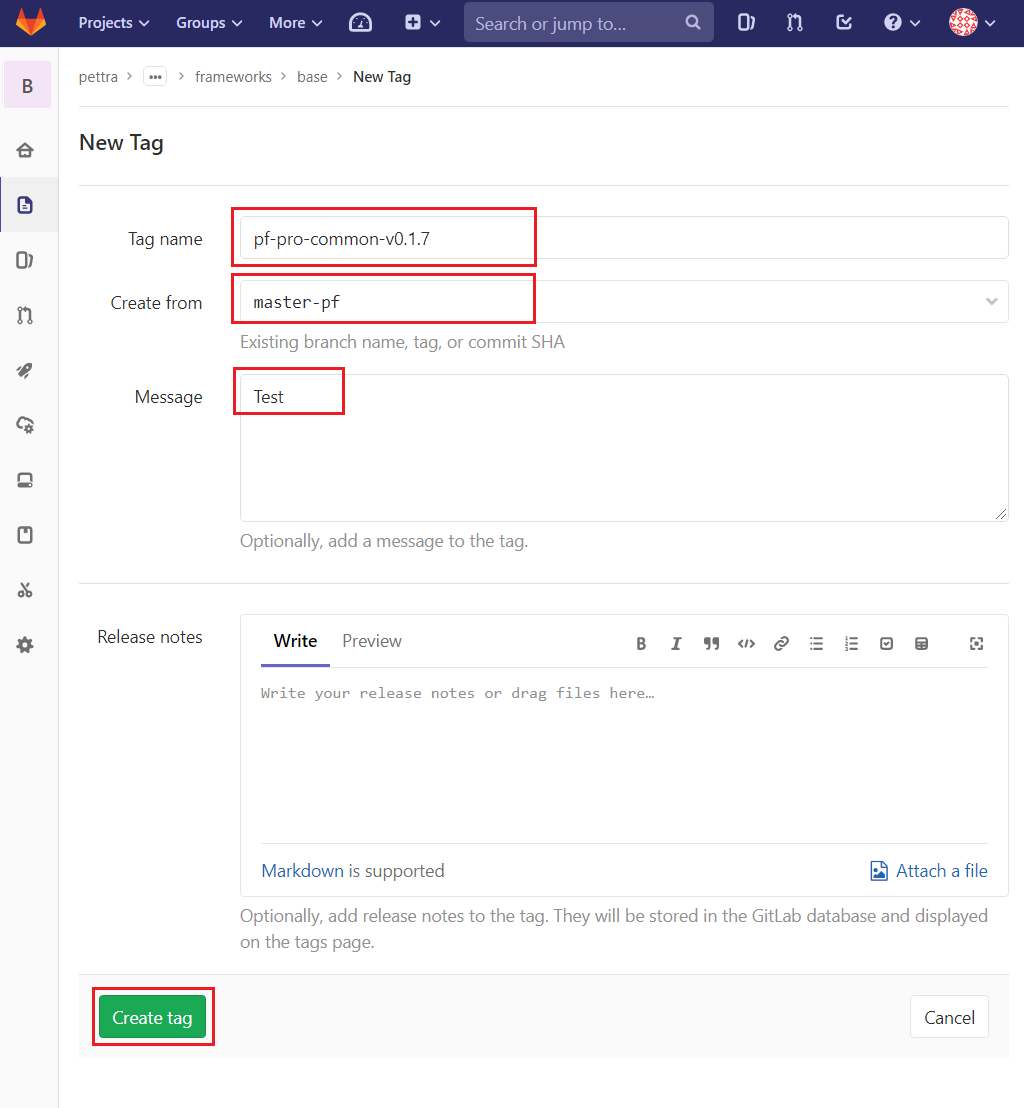 Projects Groups More Search or jump to...
B
pettra > ... > frameworks > base > New Tag
New Tag
Tag name pf-pro-common-v0.1.7
Create from master-pf
Existing branch name, tag, or commit SHA
Message Test
Optionally, add a message to the tag.
Release notes Write Preview
Write your release notes or drag files here…
Markdown is supported Attach a file
Optionally, add release notes to the tag. They will be stored in the GitLab database and displayed
on the tags page.
Create tag Cancel